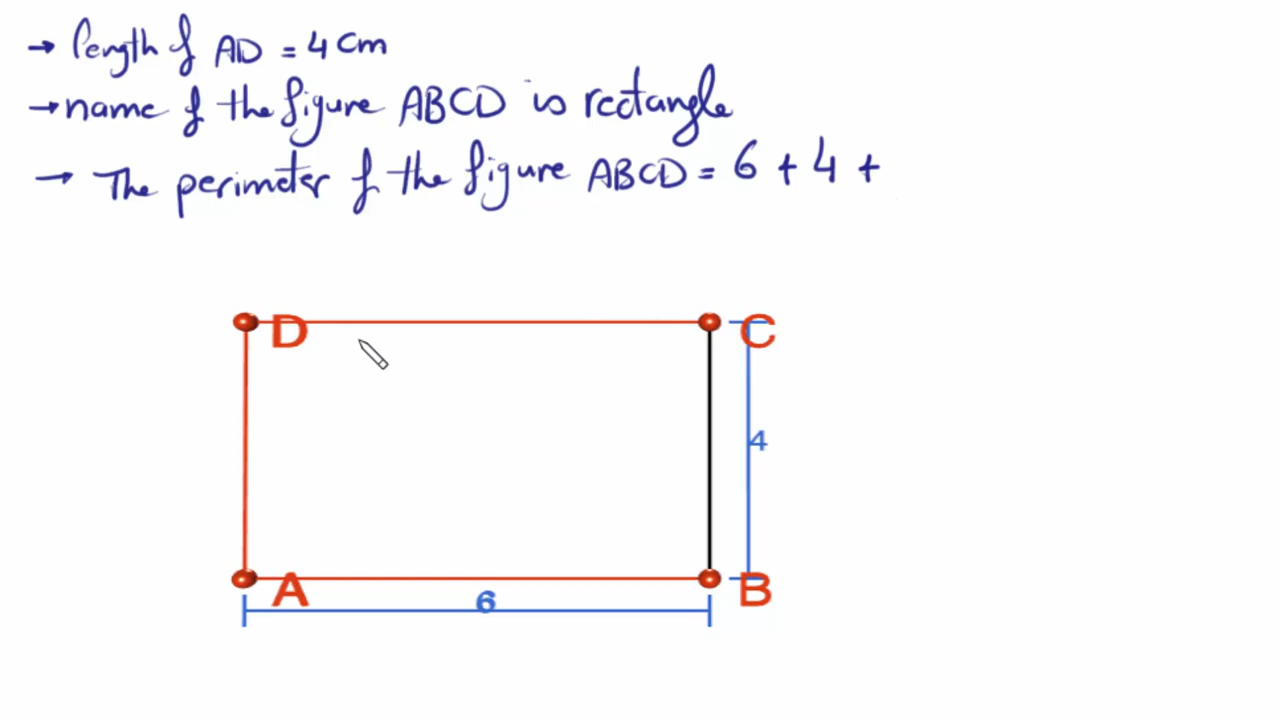 → length of AD = 4 cm
→ name of the figure ABCD is rectangle
→ The perimeter of the figure ABCD = 6 + 4 +
D
C
4
A
B
6